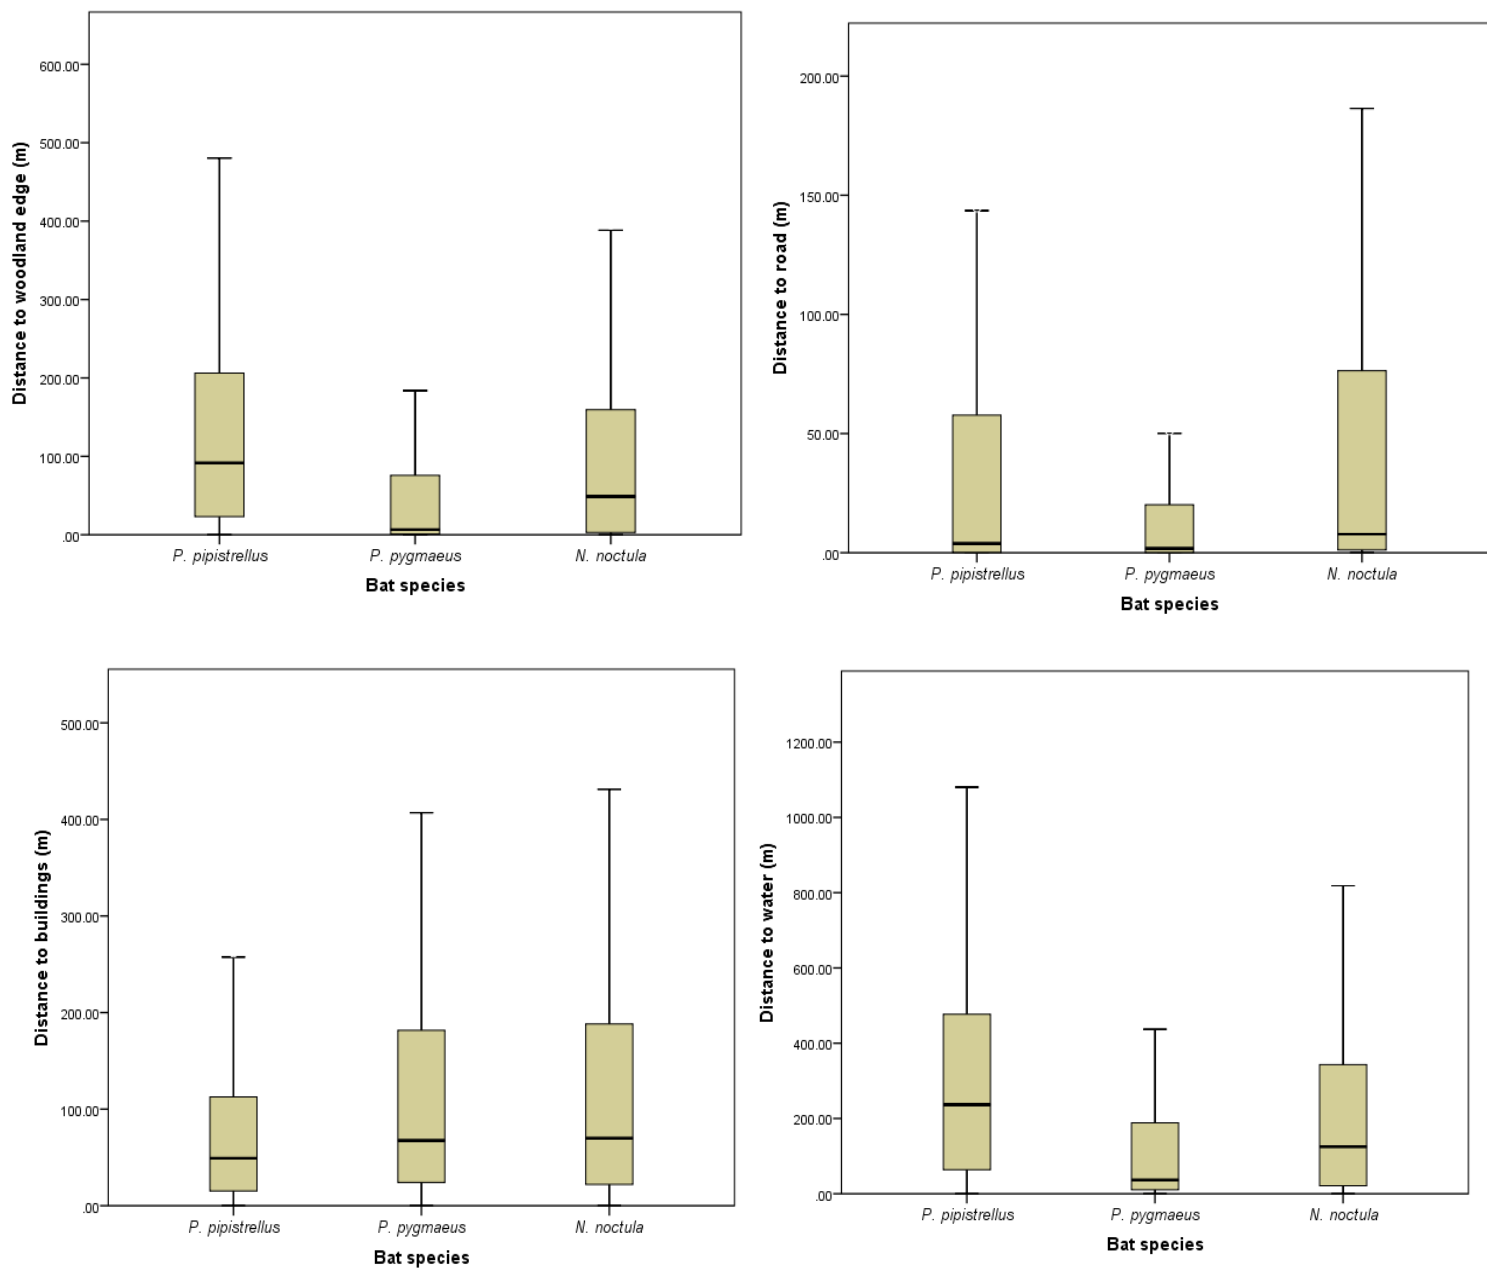 600.00
500.00
400.00
300.00
200.00
100.00
.00
Distance to woodland edge (m)
P. pipistrellus P. pygmaeus N. noctula
Bat species
200.00
150.00
100.00
50.00
.00
Distance to road (m)
P. pipistrellus P. pygmaeus N. noctula
Bat species
500.00
400.00
300.00
200.00
100.00
.00
Distance to buildings (m)
P. pipistrellus P. pygmaeus N. noctula
Bat species
1200.00
1000.00
800.00
600.00
400.00
200.00
.00
Distance to water (m)
P. pipistrellus P. pygmaeus N. noctula
Bat species